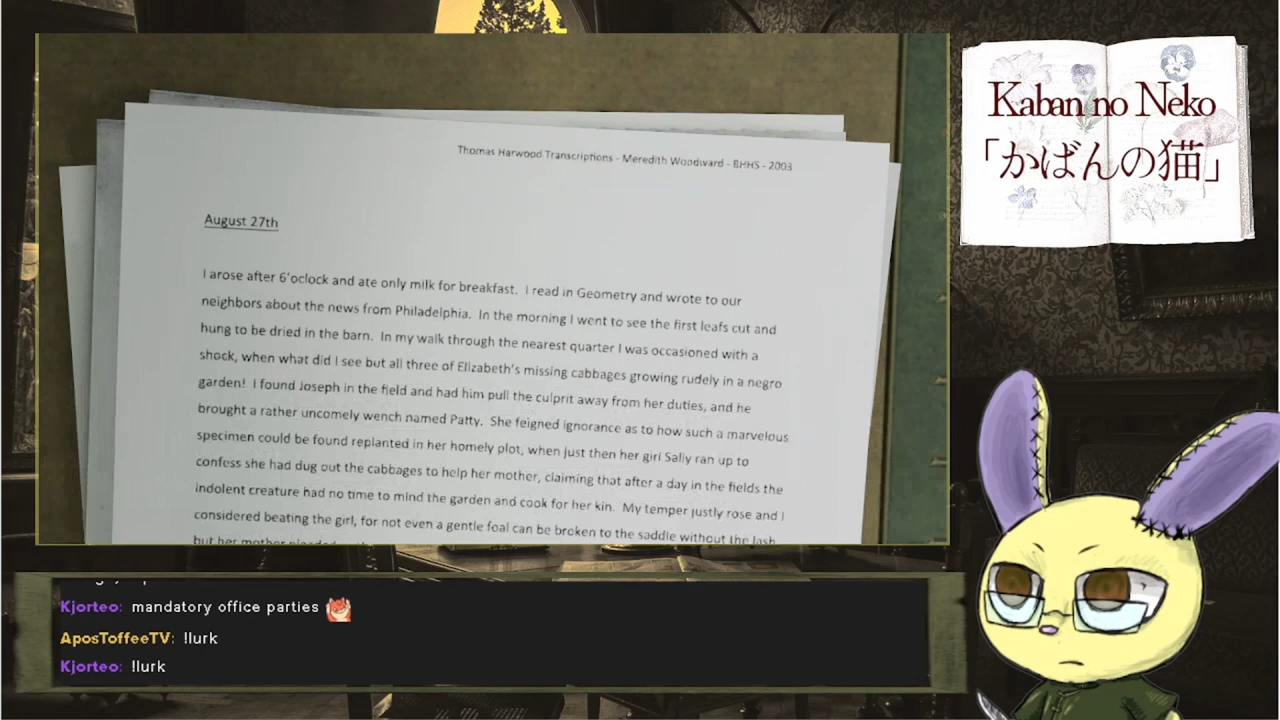 Thomas Harwood Transcriptions - Meredith Woodward - BHHS - 2003
August 27th
I arose after 6'oclock and ate only milk for breakfast. I read in Geometry and wrote to our
neighbors about the news from Philadelphia. In the morning I went to see the first leafs cut and
hung to be dried in the barn. In my walk through the nearest quarter I was occasioned with a
shock, when what did I see but all three of Elizabeth's missing cabbages growing rudely in a negro
garden! I found Joseph in the field and had him pull the culprit away from her duties, and he
brought a rather uncomely wench named Patty. She feigned ignorance as to how such a marvelous
specimen could be found replanted in her homely plot, when just then her girl Sally ran up to
confess she had dug out the cabbages to help her mother, claiming that after a day in the fields the
indolent creature had no time to mind the garden and cook for her kin. My temper justly rose and I
considered beating the girl, for not even a gentle foal can be broken to the saddle without the lash
but her mother
Kaban no Neko
「かばんの猫」
Kjorteo: mandatory office parties
AposToffeeTV: !lurk
Kjorteo: !lurk